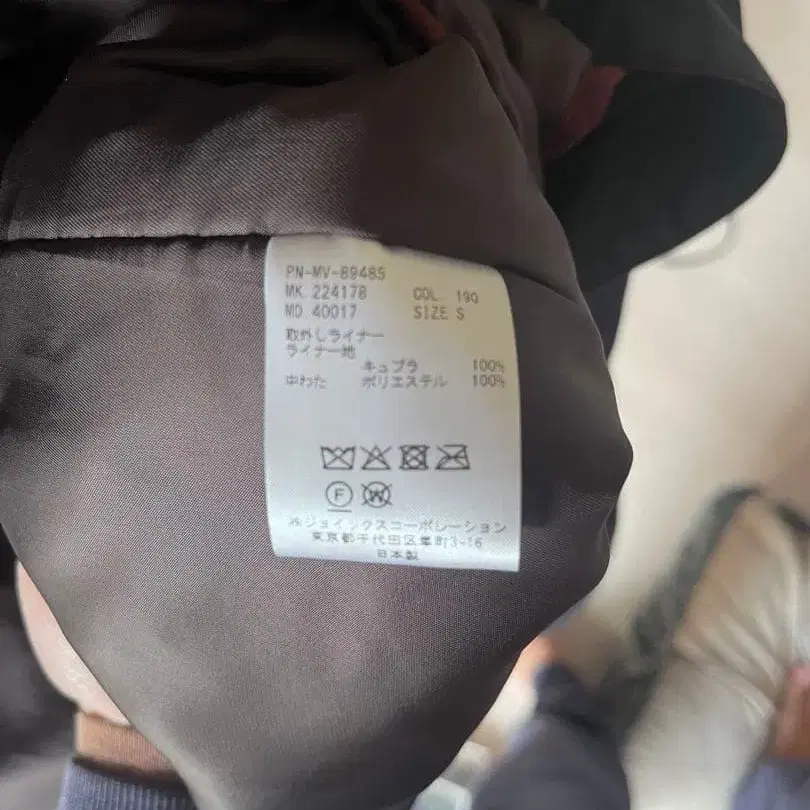 PN-MV-89485
MK.224178 COL. 190
MD.40017 SIZE S
取外しライナー
ライナー地
キュプラ 100%
中わた ポリエステル 100%
F W
㈱ジョイックスコーポレーション
東京都千代田区隼町3-16
日本製